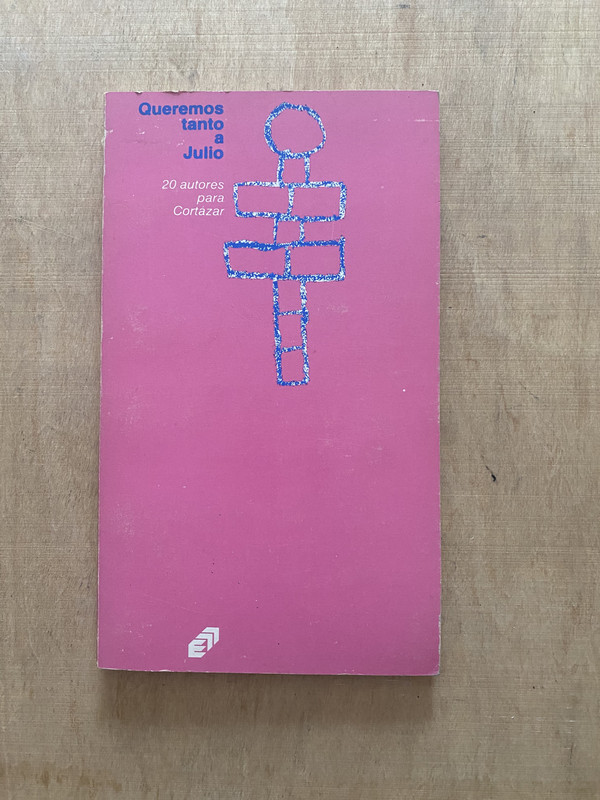 Queremos
tanto
a
Julio
20 autores
para
Cortázar